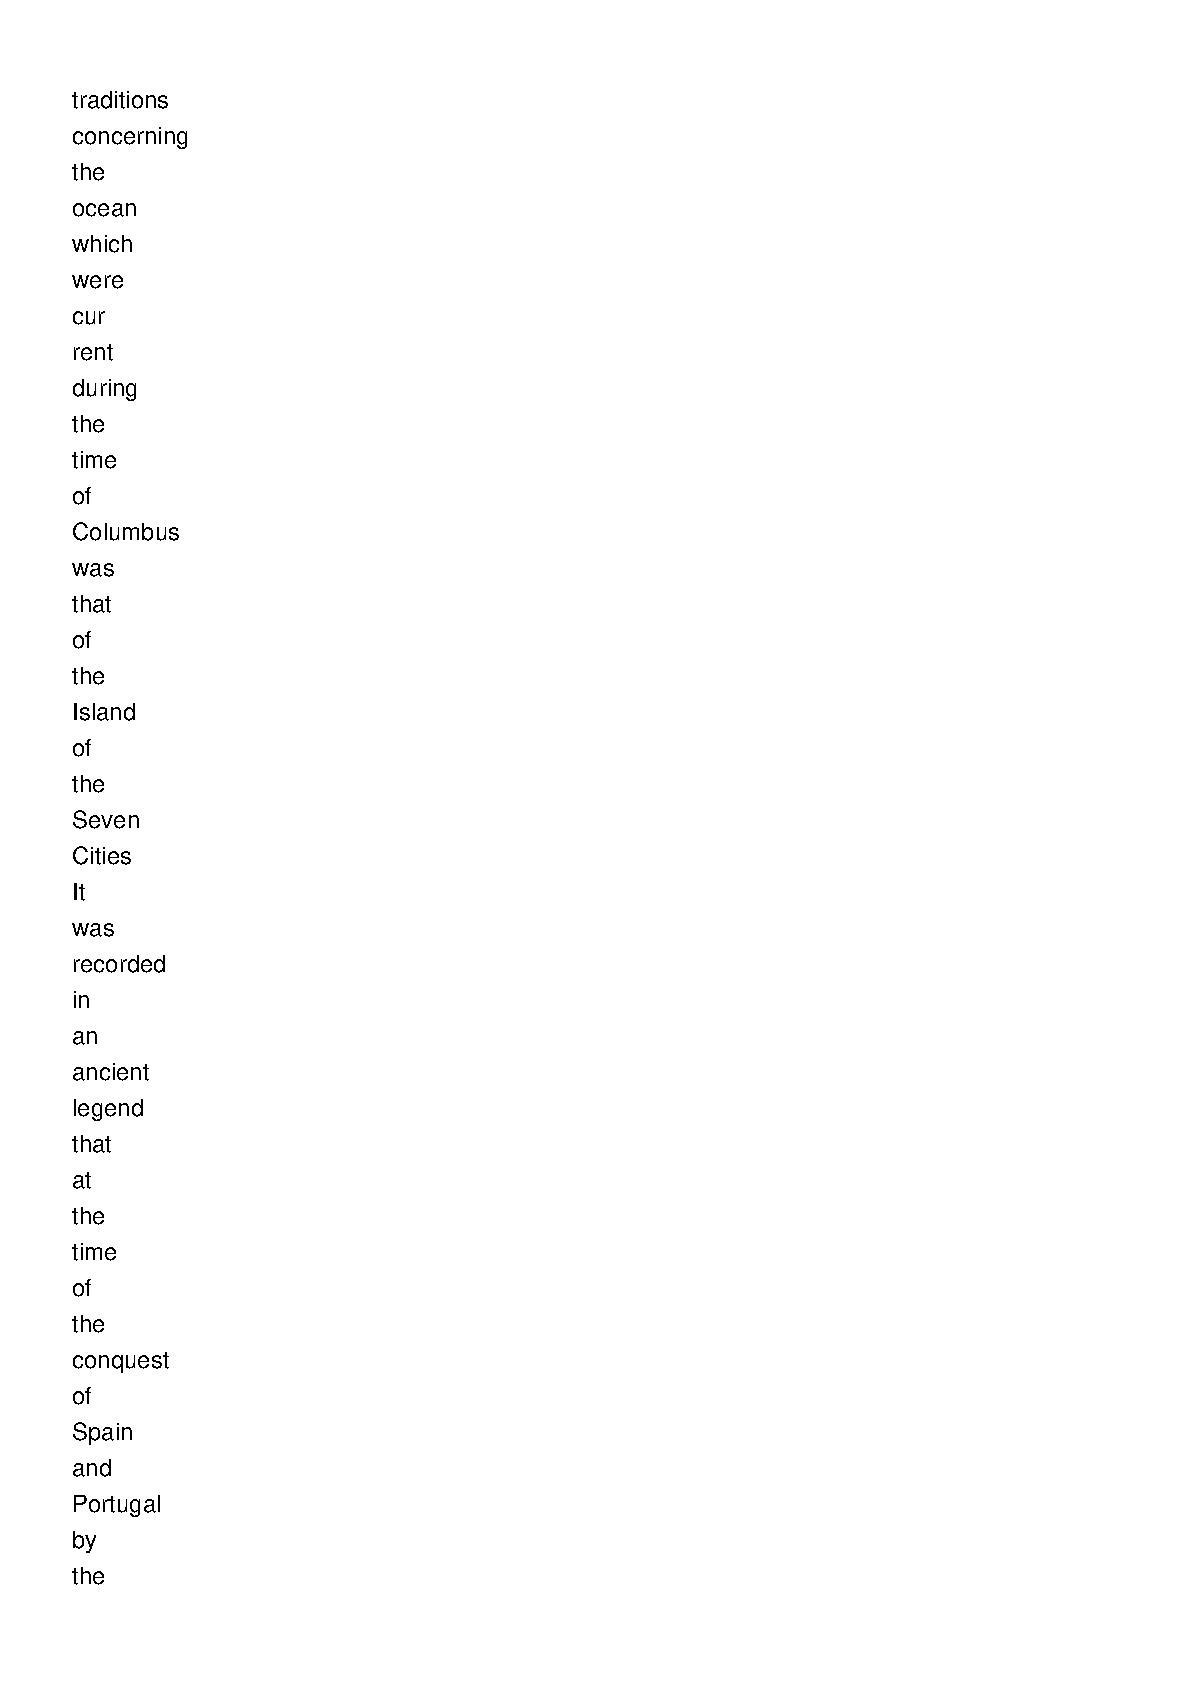 traditions
concerning
the
ocean
which
were
cur
rent
during
the
time
of
Columbus
was
that
of
the
Island
of
the
Seven
Cities
It
was
recorded
in
an
ancient
legend
that
at
the
time
of
the
conquest
of
Spain
and
Portugal
by
the